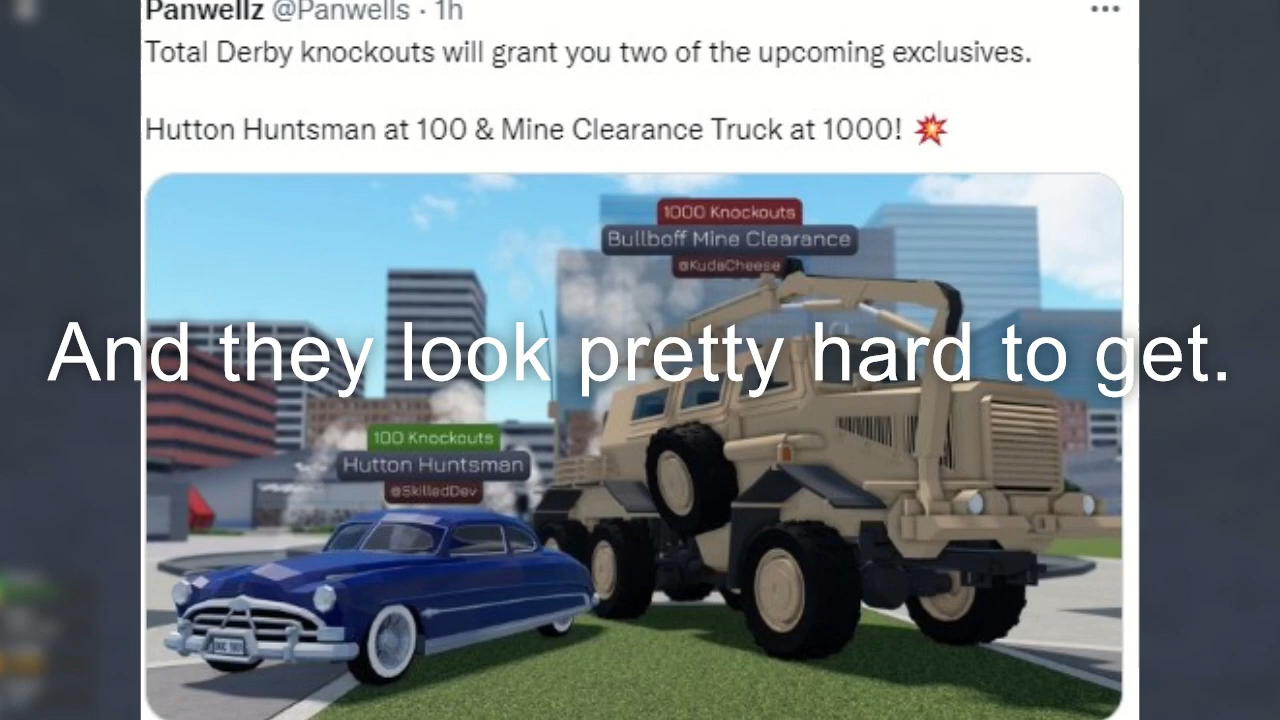 Panwellz @Panwells · 1h
Total Derby knockouts will grant you two of the upcoming exclusives.
Hutton Huntsman at 100 & Mine Clearance Truck at 1000! 💥
1000 Knockouts
Bullboff Mine Clearance
@KudaCheese
And they look pretty hard to get.
100 Knockouts
Hutton Huntsman
@SkilledDev